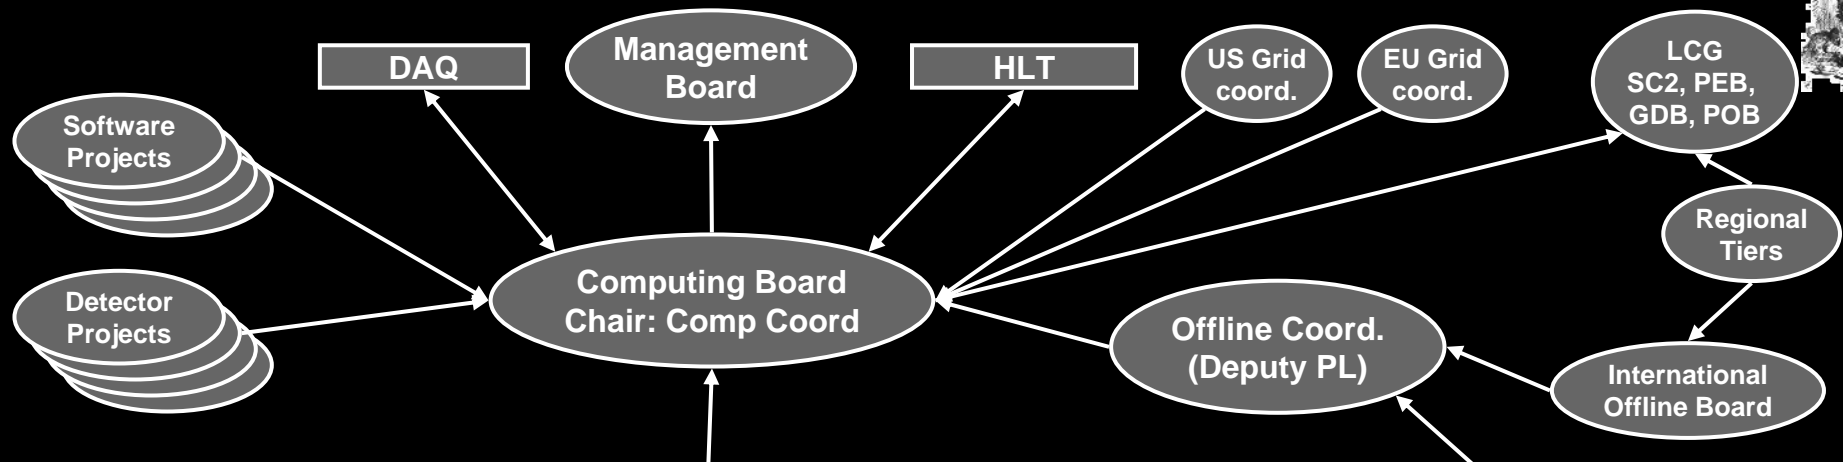 DAQ
Management
Board
HLT
US Grid
coord.
EU Grid
coord.
LCG
SC2, PEB,
GDB, POB
Software
Projects
Regional
Tiers
Detector
Projects
Computing Board
Chair: Comp Coord
Offline Coord.
(Deputy PL)
International
Offline Board